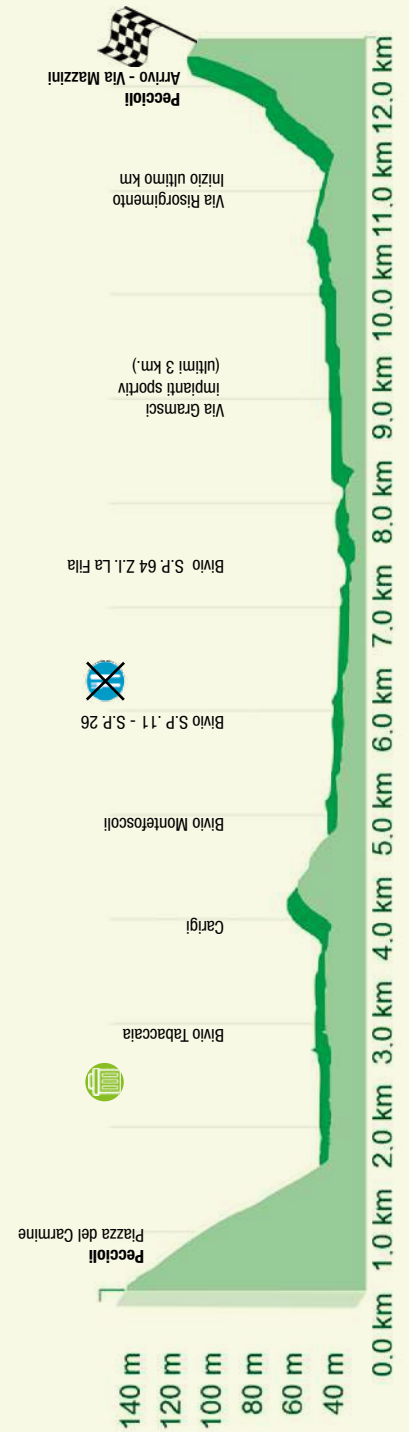 Peccioli
Piazza del Carmine
Bivio Tabaccaia
Carigi
Bivio Montefoscoli
Bivio S.P. 11 - S.P. 26
Bivio S.P. 64 Z.I. La Fila
Via Gramsci
impianti sportiv
(ultimi 3 km.)
Via Risorgimento
Inizio ultimo km
Peccioli
Arrivo - Via Mazzini
140 m
120 m
100 m
80 m
60 m
40 m
0.0 km
1.0 km
2.0 km
3.0 km
4.0 km
5.0 km
6.0 km
7.0 km
8.0 km
9.0 km
10.0 km
11.0 km
12.0 km